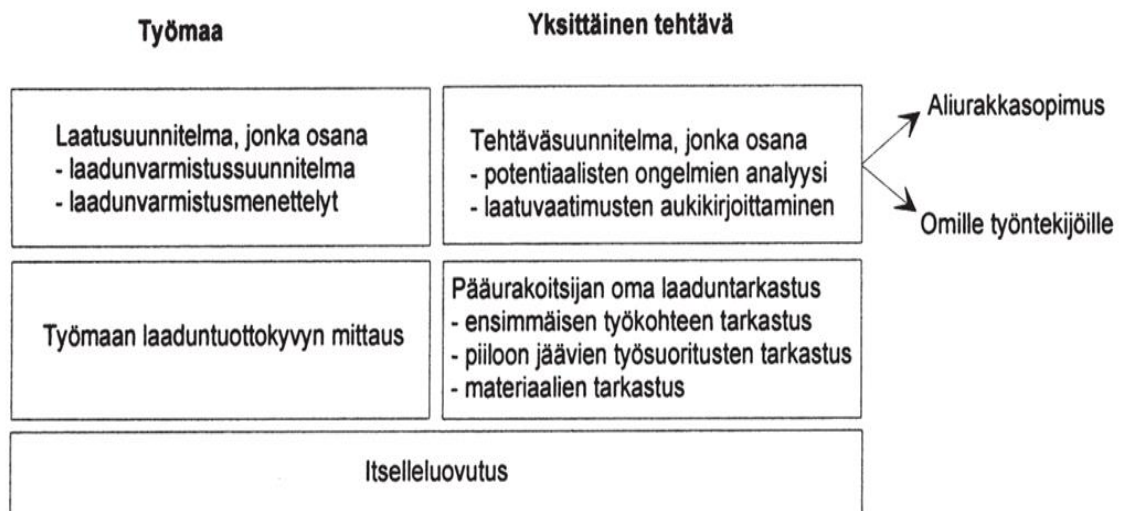 Työmaa
Yksittäinen tehtävä
Laatusuunnitelma, jonka osana
- laadunvarmistussuunnitelma
- laadunvarmistusmenettelyt
Tehtäväsuunnitelma, jonka osana
- potentiaalisten ongelmien analyysi
- laatuvaatimusten aukikirjoittaminen
Aliurakkasopimus
Omille työntekijöille
Työmaan laaduntuottokyvyn mittaus
Pääurakoitsijan oma laaduntarkastus
- ensimmäisen työkohteen tarkastus
- piiloon jäävien työsuoritusten tarkastus
- materiaalien tarkastus
Itselleluovutus